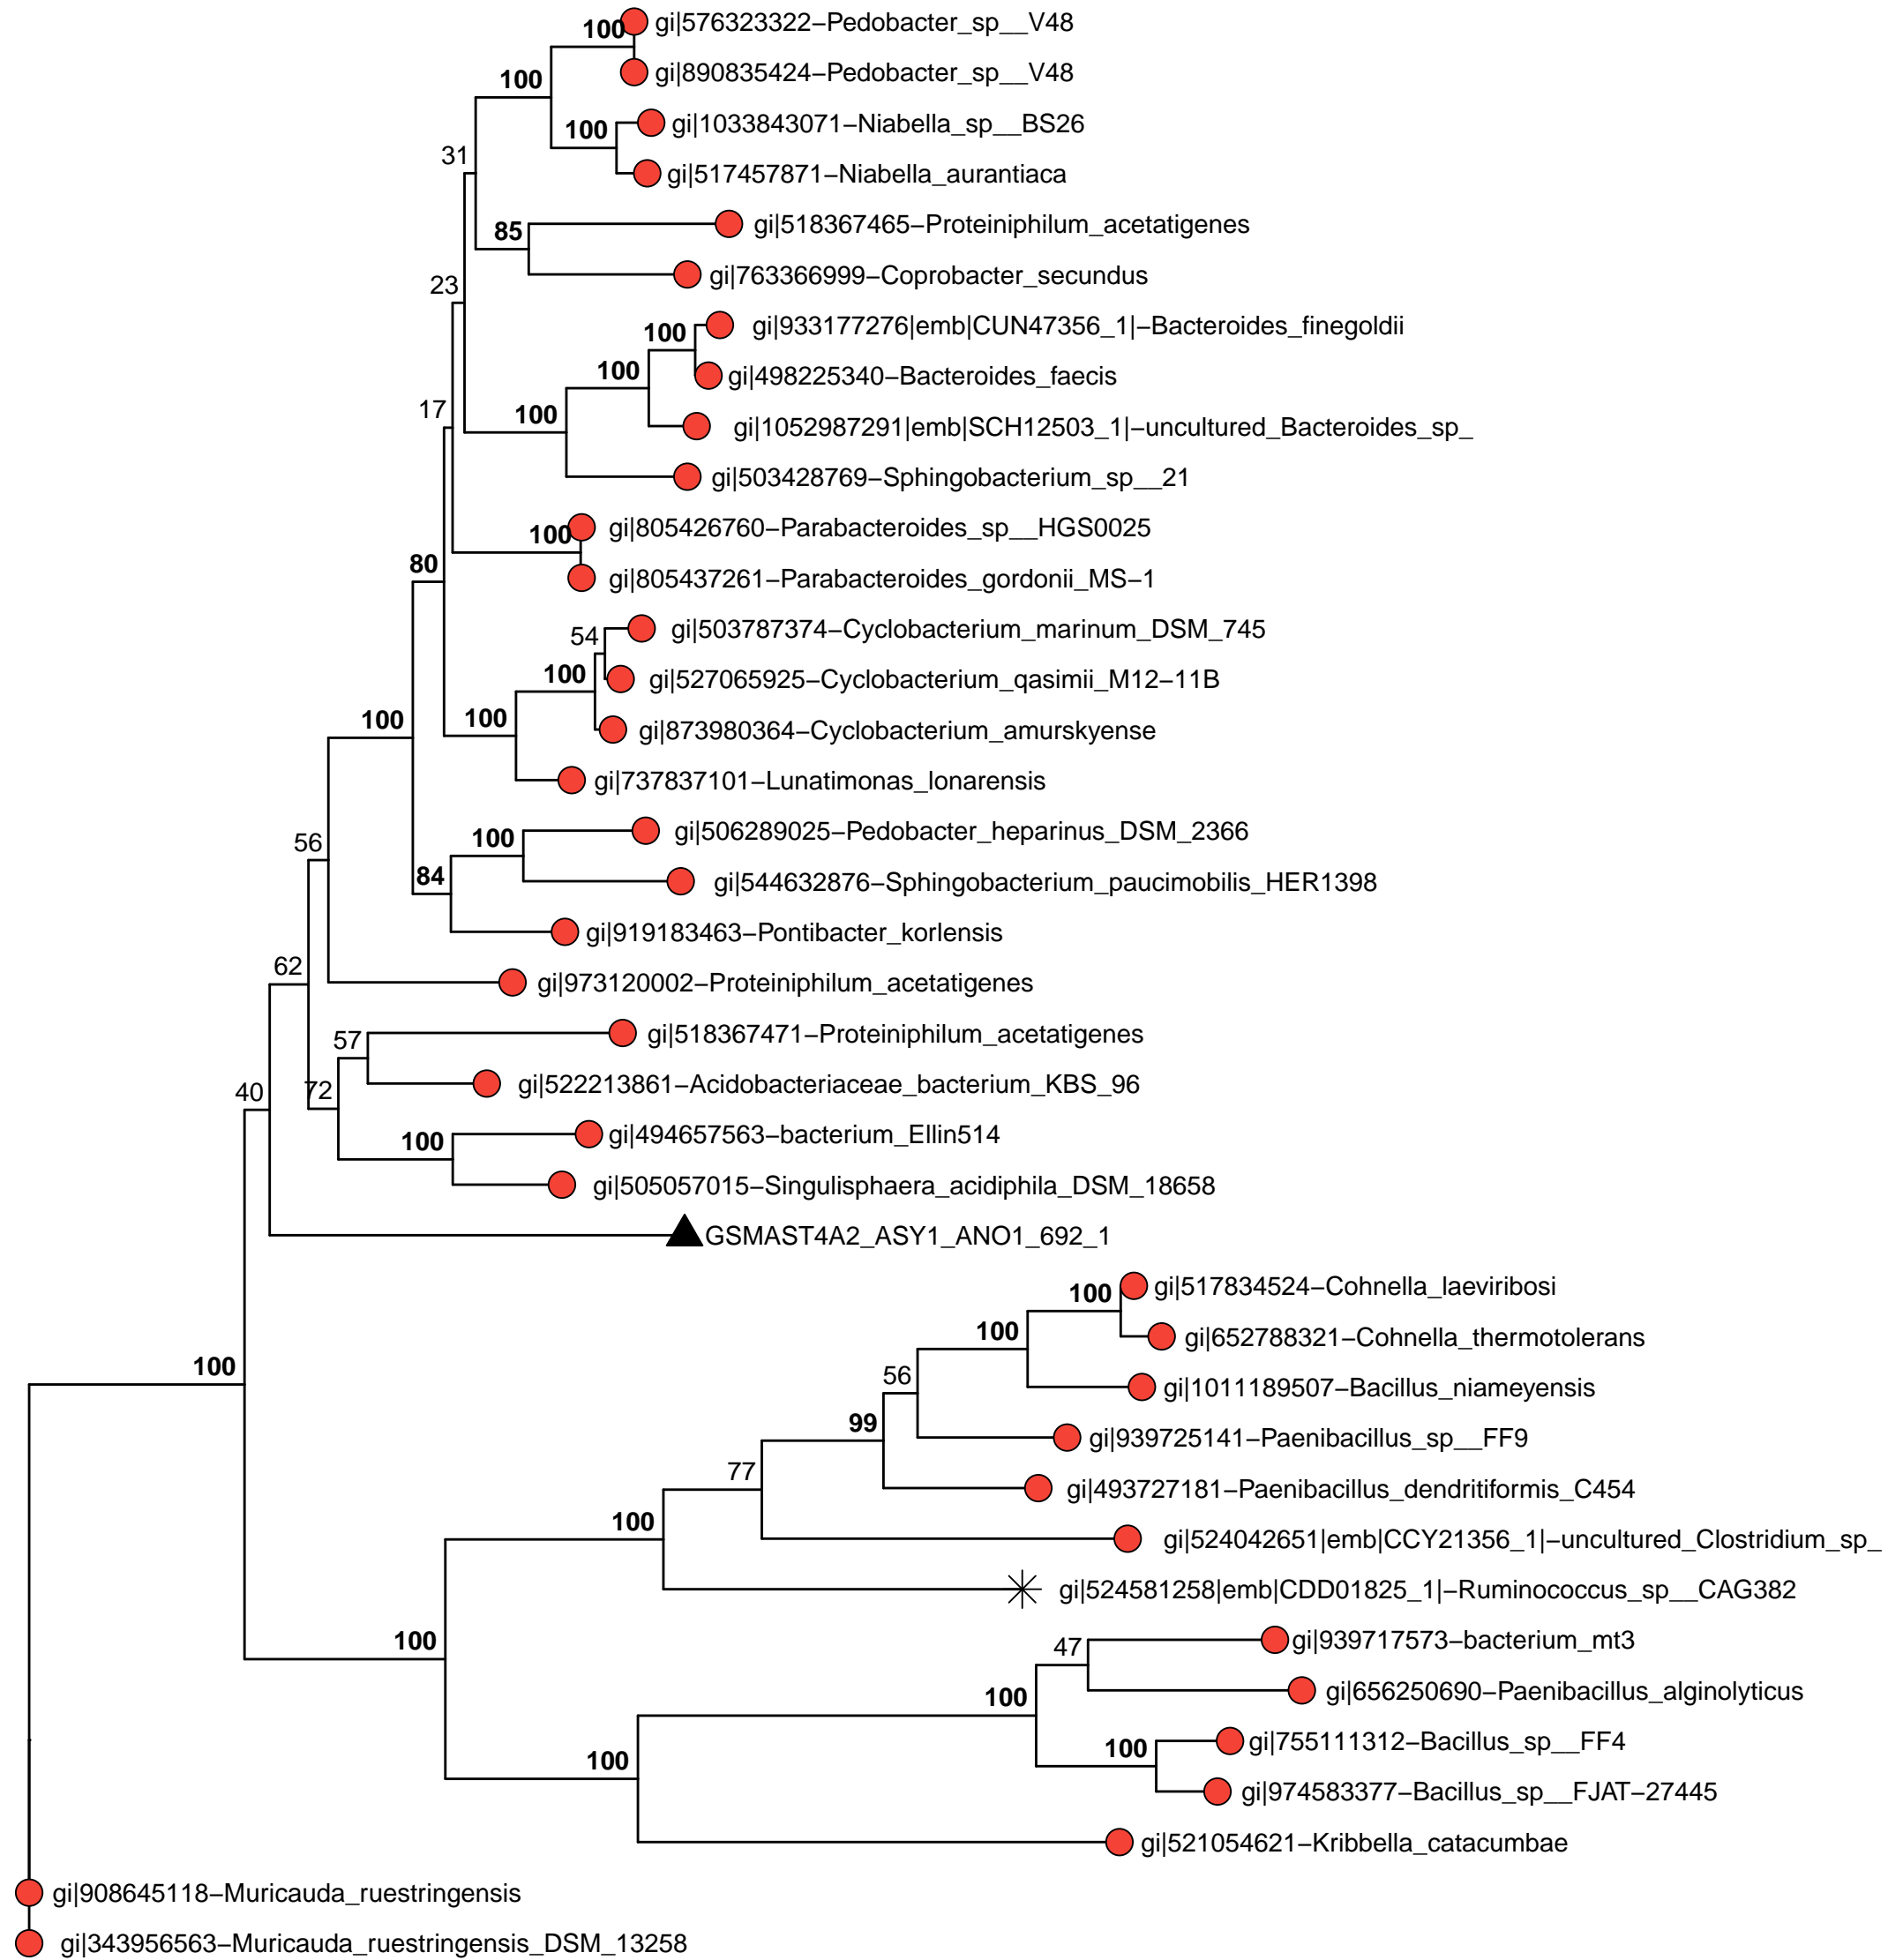 100 gi|576323322−Pedobacter_sp__V48
gi|890835424−Pedobacter_sp__V48
100
100 gi|1033843071−Niabella_sp__BS26
31
gi|517457871−Niabella_aurantiaca
85 gi|518367465−Proteiniphilum_acetatigenes
gi|763366999−Coprobacter_secundus
23
100 gi|933177276|emb|CUN47356_1|−Bacteroides_finegoldii
100 gi|498225340−Bacteroides_faecis
17
100 gi|1052987291|emb|SCH12503_1|−uncultured_Bacteroides_sp_
gi|503428769−Sphingobacterium_sp__21
100 gi|805426760−Parabacteroides_sp__HGS0025
80
gi|805437261−Parabacteroides_gordonii_MS−1
54 gi|503787374−Cyclobacterium_marinum_DSM_745
100 gi|527065925−Cyclobacterium_qasimii_M12−11B
100 100 gi|873980364−Cyclobacterium_amurskyense
gi|737837101−Lunatimonas_lonarensis
56 100 gi|506289025−Pedobacter_heparinus_DSM_2366
84 gi|544632876−Sphingobacterium_paucimobilis_HER1398
gi|919183463−Pontibacter_korlensis
62
gi|973120002−Proteiniphilum_acetatigenes
57 gi|518367471−Proteiniphilum_acetatigenes
40 72 gi|522213861−Acidobacteriaceae_bacterium_KBS_96
100 gi|494657563−bacterium_Ellin514
gi|505057015−Singulisphaera_acidiphila_DSM_18658
GSMAST4A2_ASY1_ANO1_692_1
100 gi|517834524−Cohnella_laeviribosi
100 gi|652788321−Cohnella_thermotolerans
100 56 gi|1011189507−Bacillus_niameyensis
99 gi|939725141−Paenibacillus_sp__FF9
77 gi|493727181−Paenibacillus_dendritiformis_C454
100 gi|524042651|emb|CCY21356_1|−uncultured_Clostridium_sp_
gi|524581258|emb|CDD01825_1|−Ruminococcus_sp__CAG382
100 47 gi|939717573−bacterium_mt3
100 gi|656250690−Paenibacillus_alginolyticus
100 100 gi|755111312−Bacillus_sp__FF4
gi|974583377−Bacillus_sp__FJAT−27445
gi|521054621−Kribbella_catacumbae
gi|908645118−Muricauda_ruestringensis
gi|343956563−Muricauda_ruestringensis_DSM_13258